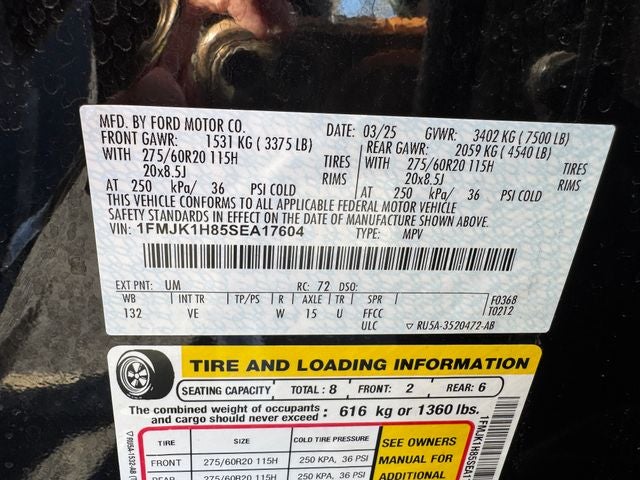 MFD. BY FORD MOTOR CO. DATE: 03/25 GVWR: 3402 KG ( 7500 LB)
FRONT GAWR: 1531 KG ( 3375 LB) REAR GAWR: 2059 KG ( 4540 LB)
WITH 275/60R20 115H TIRES WITH 275/60R20 115H TIRES
20x8.5J RIMS 20x8.5J RIMS
AT 250 kPa/ 36 PSI COLD AT 250 kPa/ 36 PSI COLD
THIS VEHICLE CONFORMS TO ALL APPLICABLE FEDERAL MOTOR VEHICLE
SAFETY STANDARDS IN EFFECT ON THE DATE OF MANUFACTURE SHOWN ABOVE.
VIN: 1FMJK1H85SEA17604 TYPE: MPV
EXT PNT: UM RC: 72 DSO:
WB INT TR TP/PS R AXLE TR SPR F0368
132 VE W 15 U FFCC T0212
ULC ▽ RU5A-3520472-AB
TIRE AND LOADING INFORMATION
SEATING CAPACITY TOTAL : 8 FRONT: 2 REAR: 6
The combined weight of occupants
and cargo should never exceed : 616 kg or 1360 lbs.
TIRE SIZE COLD TIRE PRESSURE SEE OWNERS
FRONT 275/60R20 115H 250 KPA, 36 PSI MANUAL FOR
REAR 275/60R20 115H 250 KPA, 36 PSI ADDITIONAL
▽ RU5A-1532-AB
1FMJK1H85SEA1